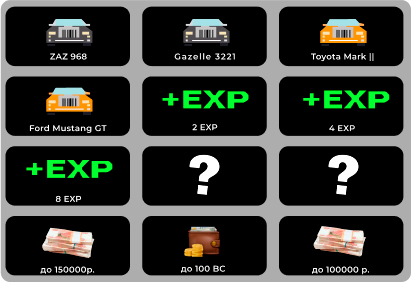 ZAZ 968
Gazelle 3221
Toyota Mark ||
Ford Mustang GT
+EXP
2 EXP
+EXP
4 EXP
+EXP
8 EXP
?
?
до 150000р.
до 100 BC
до 100000 р.